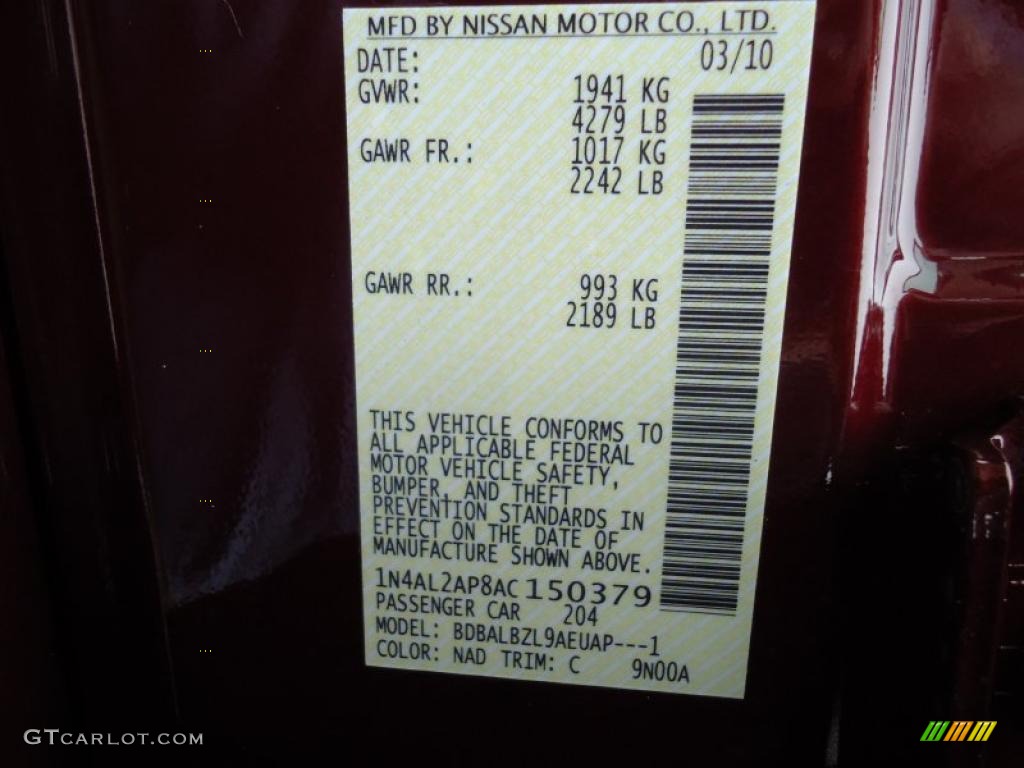 MFD BY NISSAN MOTOR CO., LTD.
DATE: 03/10
GVWR: 1941 KG
4279 LB
GAWR FR.: 1017 KG
2242 LB
GAWR RR.: 993 KG
2189 LB
THIS VEHICLE CONFORMS TO
ALL APPLICABLE FEDERAL
MOTOR VEHICLE SAFETY,
BUMPER, AND THEFT
PREVENTION STANDARDS IN
EFFECT ON THE DATE OF
MANUFACTURE SHOWN ABOVE.
1N4AL2AP8AC150379
PASSENGER CAR 204
MODEL: BDBALBZL9AEUAP---1
COLOR: NAD TRIM: C 9N00A
GTCARLOT.COM